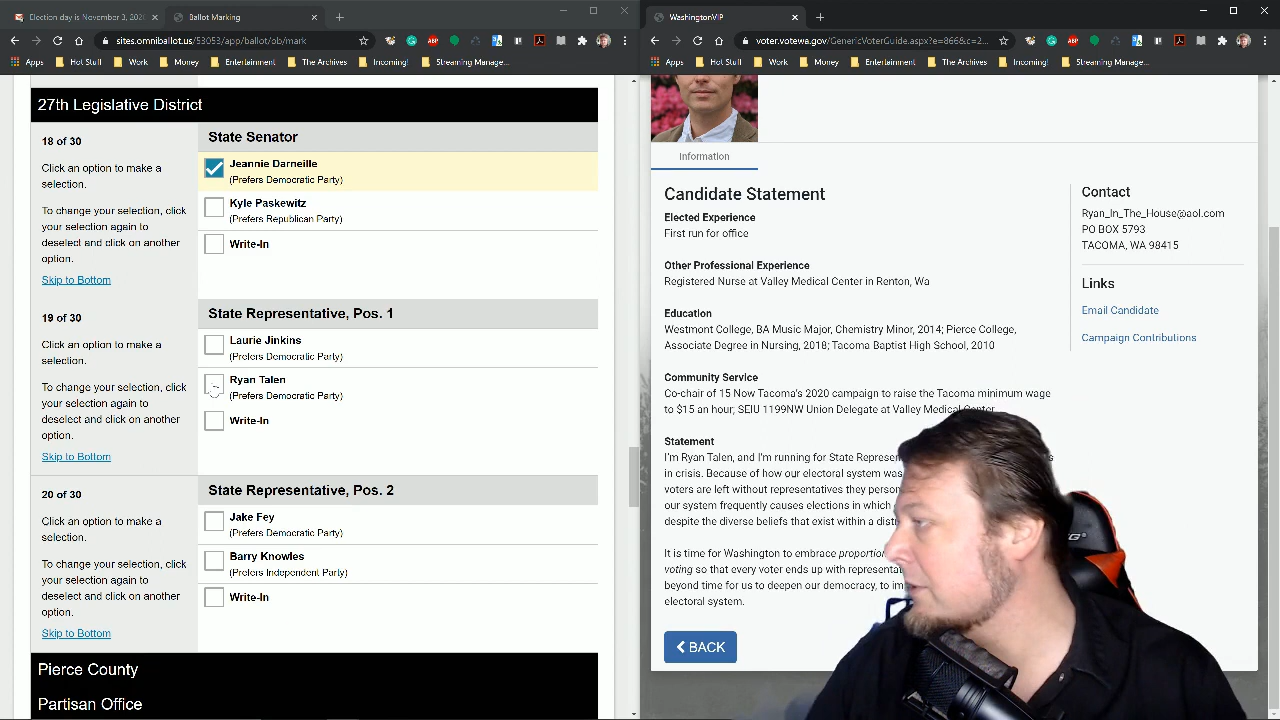 Election day is November 3, 202
Ballot Marking
WashingtonVIP
sites.omniballot.us/53053/app/ballot/ob/mark
voter.votewa.gov/GenericVoterGuide.aspx?e=866&c=2...
Apps Hot Stuff Work Money Entertainment The Archives Incoming! Streaming Manage...
Apps Hot Stuff Work Money Entertainment The Archives Incoming! Streaming Manage...
27th Legislative District
18 of 30
Click an option to make a
selection.
To change your selection, click
your selection again to
deselect and click on another
option.
Skip to Bottom
State Senator
Jeannie Darneille
(Prefers Democratic Party)
Kyle Paskewitz
(Prefers Republican Party)
Write-In
19 of 30
Click an option to make a
selection.
To change your selection, click
your selection again to
deselect and click on another
option.
Skip to Bottom
State Representative, Pos. 1
Laurie Jinkins
(Prefers Democratic Party)
Ryan Talen
(Prefers Democratic Party)
Write-In
20 of 30
Click an option to make a
selection.
To change your selection, click
your selection again to
deselect and click on another
option.
Skip to Bottom
State Representative, Pos. 2
Jake Fey
(Prefers Democratic Party)
Barry Knowles
(Prefers Independent Party)
Write-In
Pierce County
Partisan Office
Information
Candidate Statement
Elected Experience
First run for office
Other Professional Experience
Registered Nurse at Valley Medical Center in Renton, Wa
Education
Westmont College, BA Music Major, Chemistry Minor, 2014; Pierce College,
Associate Degree in Nursing, 2018; Tacoma Baptist High School, 2010
Community Service
Co-chair of 15 Now Tacoma's 2020 campaign to raise the Tacoma minimum wage
to $15 an hour; SEIU 1199NW Union Delegate at Valley Medical Center
Statement
I'm Ryan Talen, and I'm running for State Represen
in crisis. Because of how our electoral system was
voters are left without representatives they person
our system frequently causes elections in which
despite the diverse beliefs that exist within a dist
It is time for Washington to embrace proportion
voting so that every voter ends up with representat
beyond time for us to deepen our democracy, to im
electoral system.
BACK
Contact
Ryan_In_The_House@aol.com
PO BOX 5793
TACOMA, WA 98415
Links
Email Candidate
Campaign Contributions